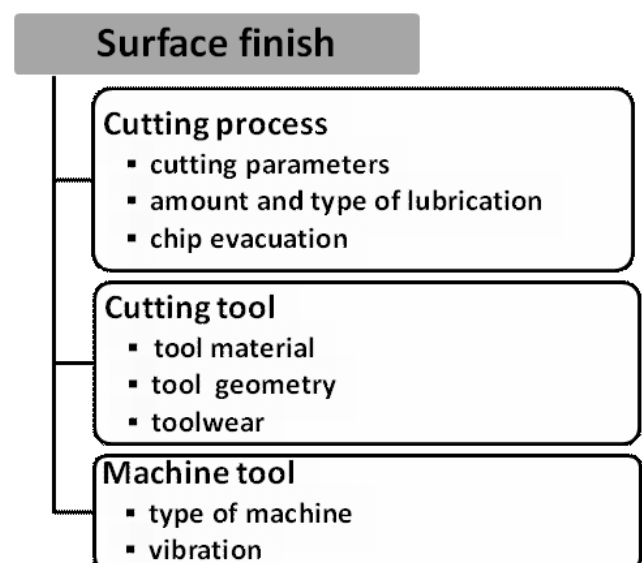 Surface finish
Cutting process
▪ cutting parameters
▪ amount and type of lubrication
▪ chip evacuation
Cutting tool
▪ tool material
▪ tool geometry
▪ toolwear
Machine tool
▪ type of machine
▪ vibration